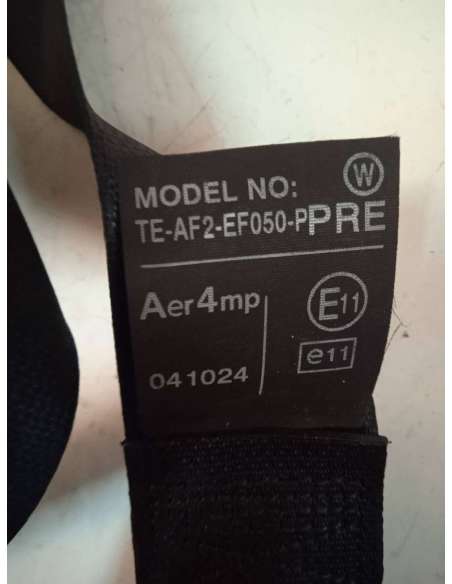 W
MODEL NO:
TE-AF2-EF050-PPRE
Aer4mp
E11
041024
e11